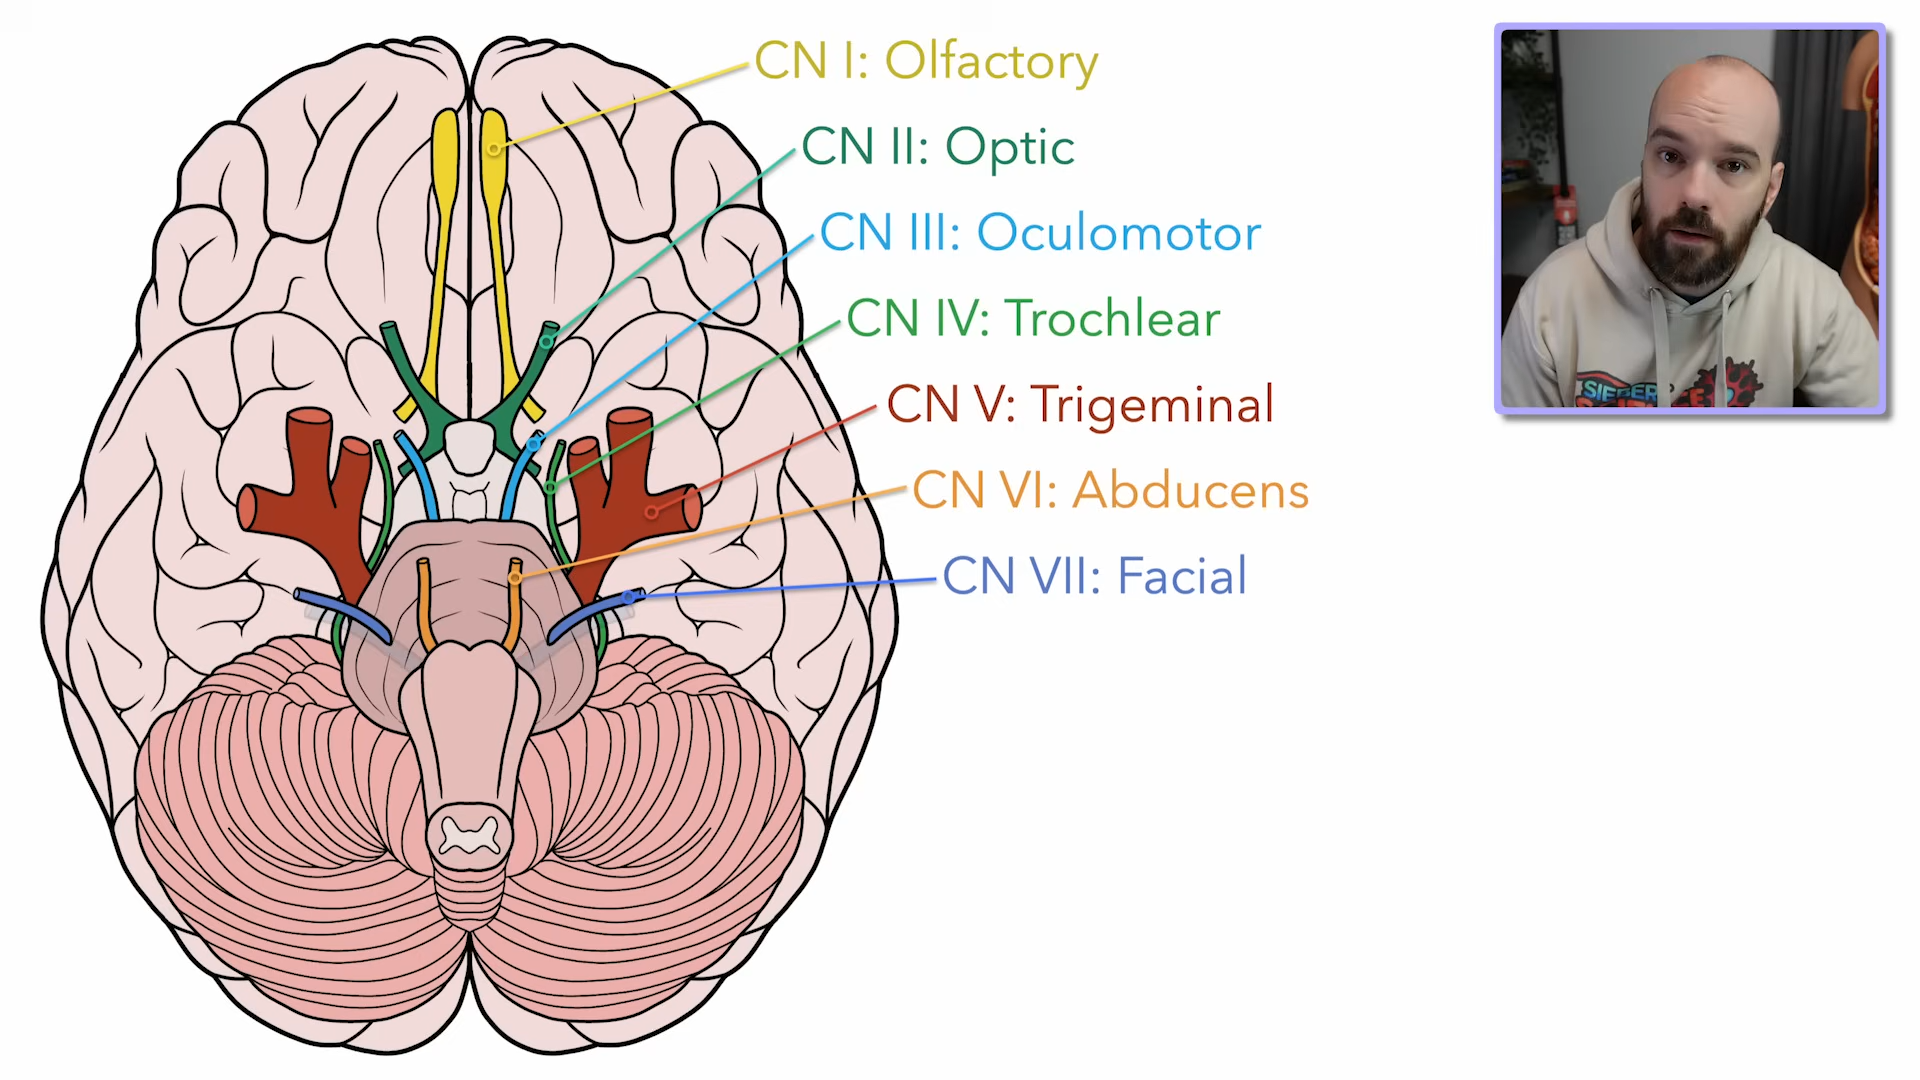 CN I: Olfactory
CN II: Optic
CN III: Oculomotor
CN IV: Trochlear
CN V: Trigeminal
CN VI: Abducens
CN VII: Facial